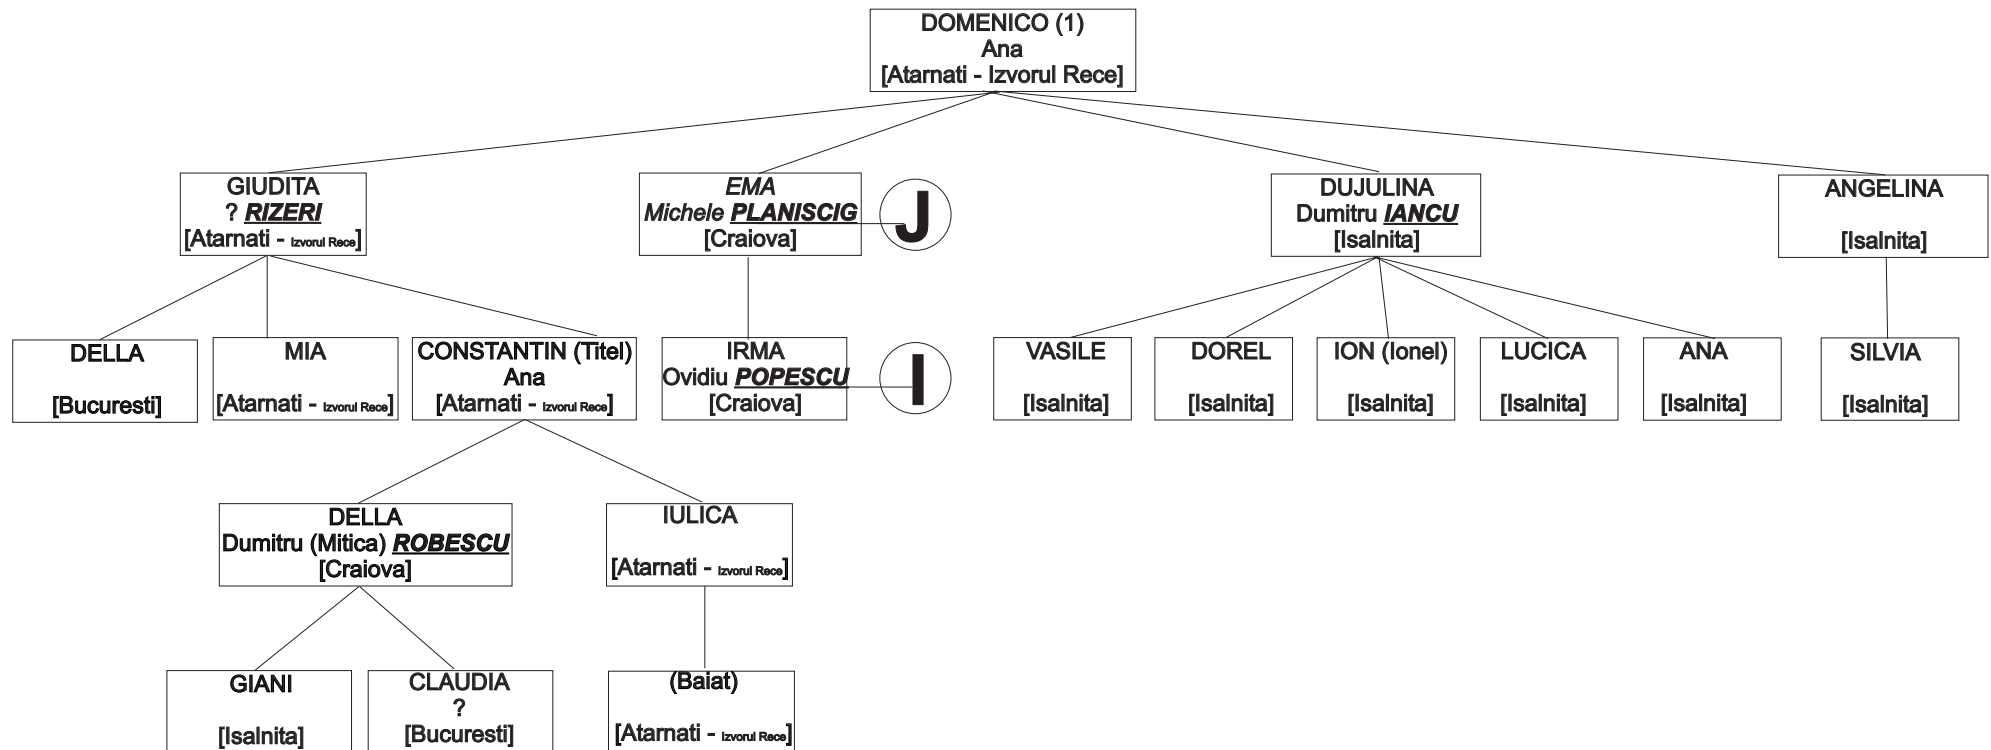 DOMENICO (1)
Ana
[Atarnati - Izvorul Rece]
GIUDITA
? RIZERI
[Atarnati - Izvorul Rece]
EMA
Michele PLANISCIG
[Craiova]
J
DUJULINA
Dumitru IANCU
[Isalnita]
ANGELINA
[Isalnita]
DELLA
[Bucuresti]
MIA
[Atarnati - Izvorul Rece]
CONSTANTIN (Titel)
Ana
[Atarnati - Izvorul Rece]
IRMA
Ovidiu POPESCU
[Craiova]
I
VASILE
[Isalnita]
DOREL
[Isalnita]
ION (Ionel)
[Isalnita]
LUCICA
[Isalnita]
ANA
[Isalnita]
SILVIA
[Isalnita]
DELLA
Dumitru (Mitica) ROBESCU
[Craiova]
IULICA
[Atarnati - Izvorul Rece]
GIANI
[Isalnita]
CLAUDIA
?
[Bucuresti]
(Baiat)
[Atarnati - Izvorul Rece]